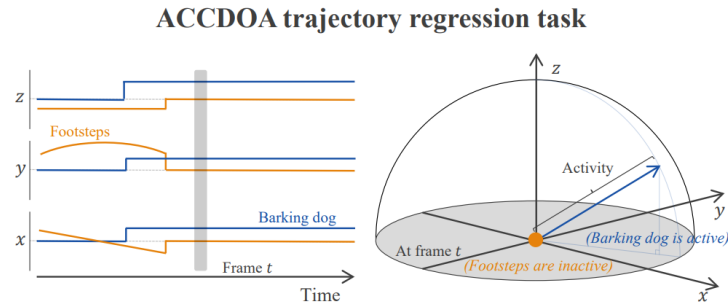 ACCDOA trajectory regression task
z
Footsteps
y
Barking dog
x
Frame t
Time
z
Activity
y
(Barking dog is active)
At frame t
(Footsteps are inactive)
x